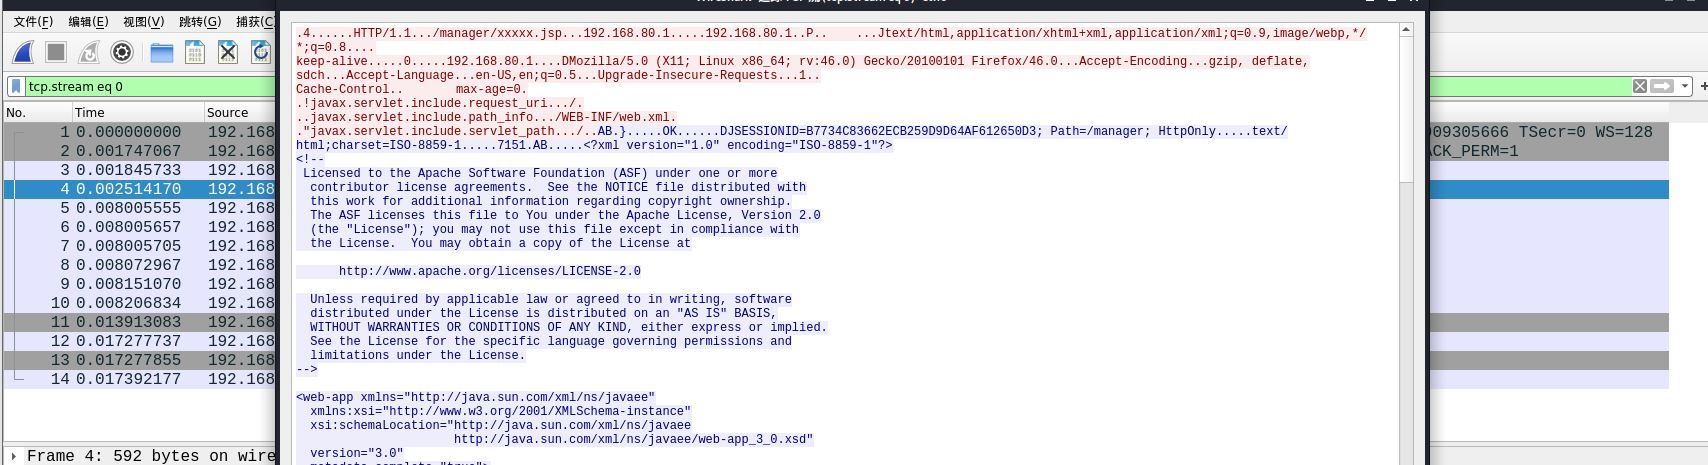 文件(F) 编辑(E) 视图(V) 跳转(G) 捕获(C
tcp.stream eq 0
No. Time Source
1 0.000000000 192.168
2 0.001747067 192.168
3 0.001845733 192.168
4 0.002514170 192.168
5 0.008005555 192.168
6 0.008005657 192.168
7 0.008005705 192.168
8 0.008072967 192.168
9 0.008151070 192.168
10 0.008206834 192.168
11 0.013913083 192.168
12 0.017277737 192.168
13 0.017277855 192.168
14 0.017392177 192.168
Frame 4: 592 bytes on wire
.4......HTTP/1.1.../manager/xxxxx.jsp...192.168.80.1.....192.168.80.1..P.. ...Jtext/html,application/xhtml+xml,application/xml;q=0.9,image/webp,*/
*;q=0.8....
keep-alive.....0.....192.168.80.1....DMozilla/5.0 (X11; Linux x86_64; rv:46.0) Gecko/20100101 Firefox/46.0...Accept-Encoding...gzip, deflate,
sdch...Accept-Language...en-US,en;q=0.5...Upgrade-Insecure-Requests...1..
Cache-Control.. max-age=0.
.!javax.servlet.include.request_uri.../.
..javax.servlet.include.path_info.../WEB-INF/web.xml.
."javax.servlet.include.servlet_path.../..AB.}.....OK......DJSESSIONID=B7734C83662ECB259D9D64AF612650D3; Path=/manager; HttpOnly.....text/
html;charset=ISO-8859-1.....7151.AB.....<?xml version="1.0" encoding="ISO-8859-1"?>
<!--
Licensed to the Apache Software Foundation (ASF) under one or more
contributor license agreements. See the NOTICE file distributed with
this work for additional information regarding copyright ownership.
The ASF licenses this file to You under the Apache License, Version 2.0
(the "License"); you may not use this file except in compliance with
the License. You may obtain a copy of the License at
http://www.apache.org/licenses/LICENSE-2.0
Unless required by applicable law or agreed to in writing, software
distributed under the License is distributed on an "AS IS" BASIS,
WITHOUT WARRANTIES OR CONDITIONS OF ANY KIND, either express or implied.
See the License for the specific language governing permissions and
limitations under the License.
-->
<web-app xmlns="http://java.sun.com/xml/ns/javaee"
xmlns:xsi="http://www.w3.org/2001/XMLSchema-instance"
xsi:schemaLocation="http://java.sun.com/xml/ns/javaee
http://java.sun.com/xml/ns/javaee/web-app_3_0.xsd"
version="3.0"
metadata-complete="true">
909305666 TSecr=0 WS=128
ACK_PERM=1